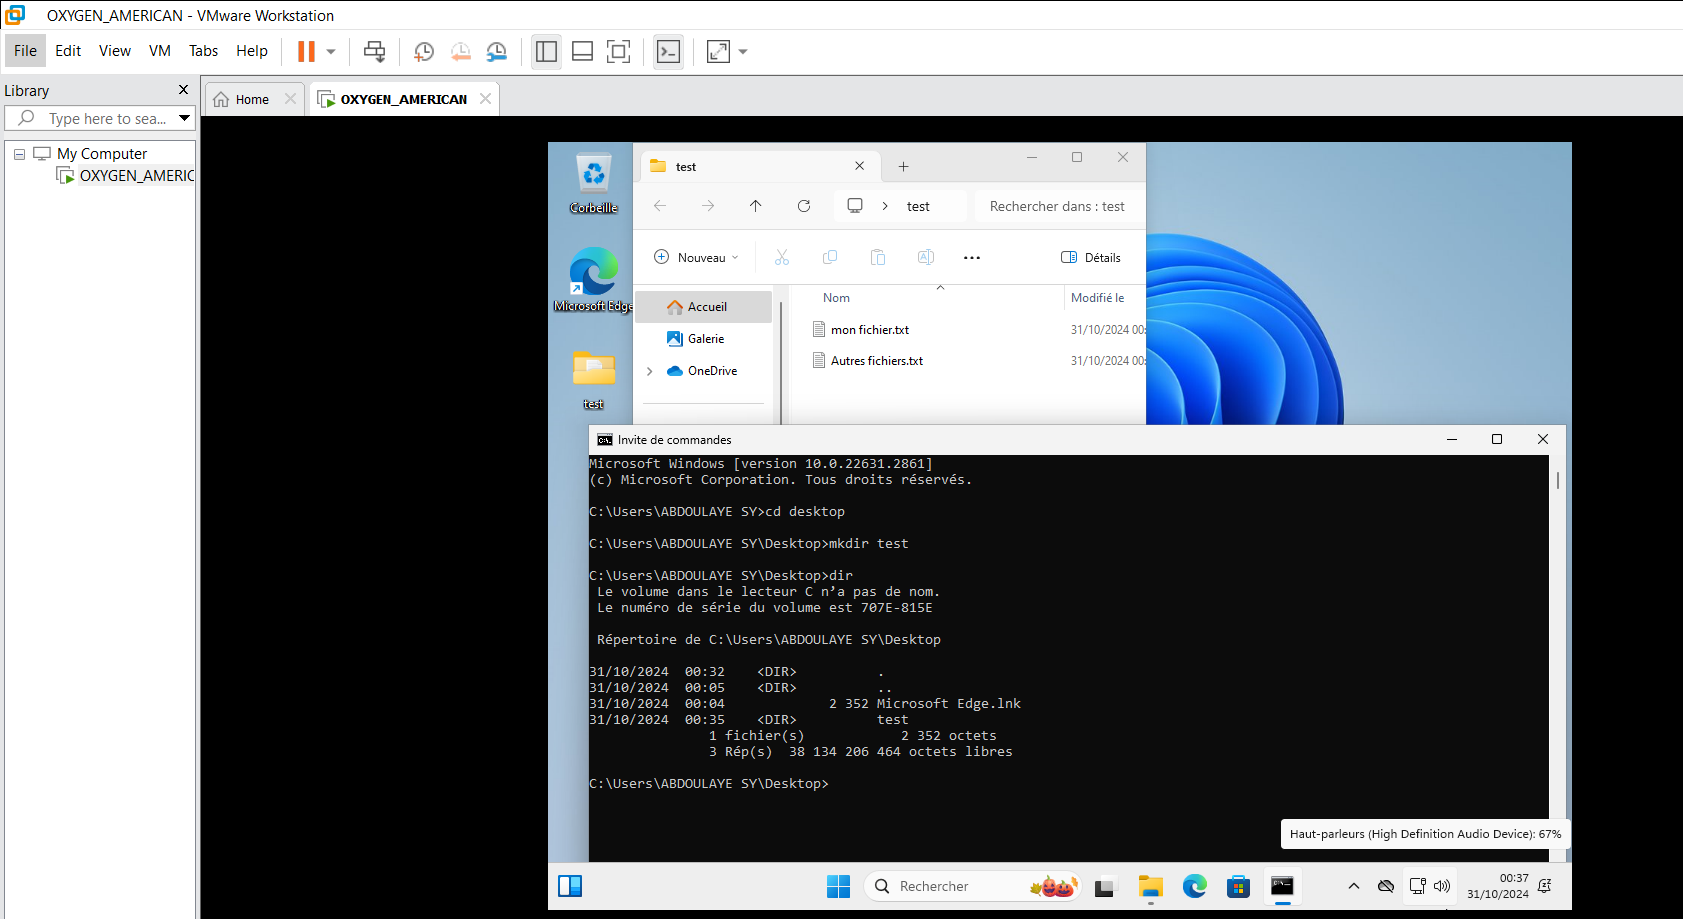 OXYGEN_AMERICAN - VMware Workstation
File Edit View VM Tabs Help
Library
Home
OXYGEN_AMERICAN
Type here to sea...
My Computer
OXYGEN_AMERIC
Corbeille
Microsoft Edge
test
test
test
Rechercher dans : test
Nouveau
Détails
Accueil
Galerie
OneDrive
Nom Modifié le
mon fichier.txt 31/10/2024 00:
Autres fichiers.txt 31/10/2024 00:
Invite de commandes
Microsoft Windows [version 10.0.22631.2861]
(c) Microsoft Corporation. Tous droits réservés.
C:\Users\ABDOULAYE SY>cd desktop
C:\Users\ABDOULAYE SY\Desktop>mkdir test
C:\Users\ABDOULAYE SY\Desktop>dir
Le volume dans le lecteur C n’a pas de nom.
Le numéro de série du volume est 707E-815E
Répertoire de C:\Users\ABDOULAYE SY\Desktop
31/10/2024 00:32 <DIR> .
31/10/2024 00:05 <DIR> ..
31/10/2024 00:04 2 352 Microsoft Edge.lnk
31/10/2024 00:35 <DIR> test
1 fichier(s) 2 352 octets
3 Rép(s) 38 134 206 464 octets libres
C:\Users\ABDOULAYE SY\Desktop>
Haut-parleurs (High Definition Audio Device): 67%
Rechercher
00:37
31/10/2024